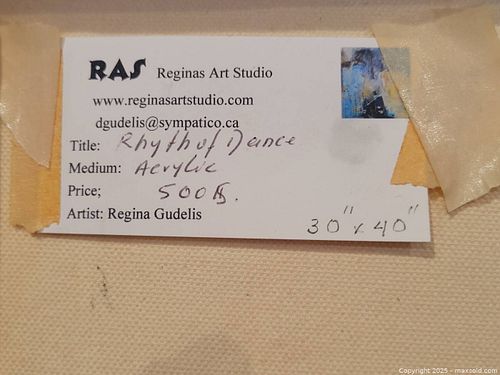 RAS Reginas Art Studio
www.reginasartstudio.com
dgudelis@sympatico.ca
Title: Rhyth of Dance
Medium: Acrylic
Price; 500 $.
Artist: Regina Gudelis
30" x 40"
Copyright 2025 - maxsold.com